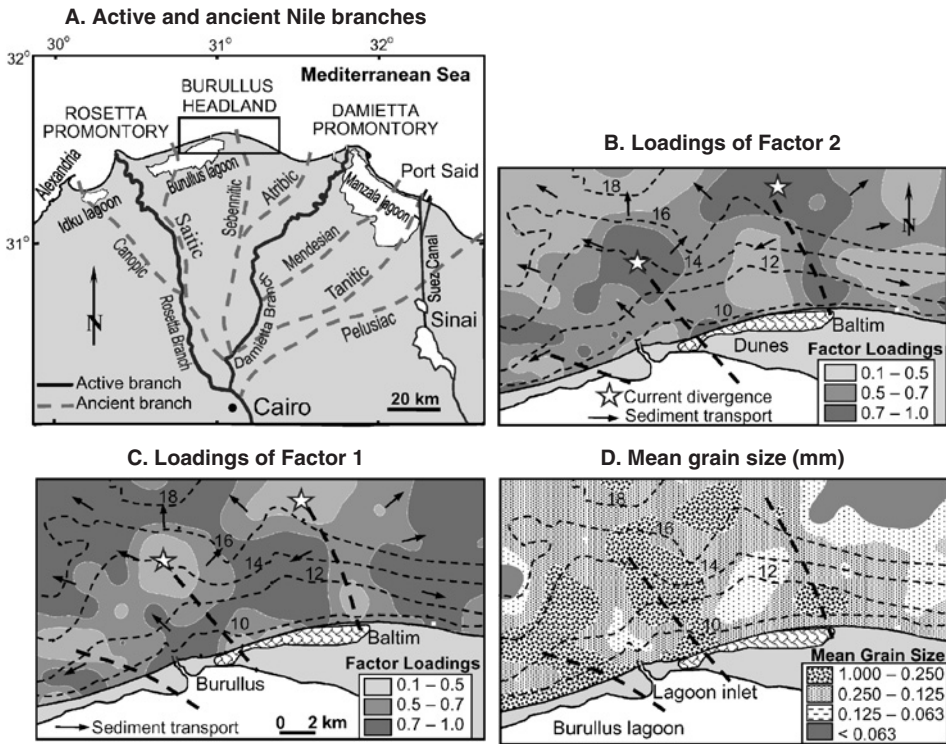 A. Active and ancient Nile branches
30°
31°
32°
32°
31°
Mediterranean Sea
BURULLUS
HEADLAND
ROSETTA
PROMONTORY
DAMIETTA
PROMONTORY
Alexandria
Idku lagoon
Burullus lagoon
Manzala lagoon
Port Said
Canopic
Saitic
Sebennitic
Atribic
Mendesian
Tanitic
Pelusiac
Rosetta Branch
Damietta Branch
Suez Canal
Sinai
N
Active branch
Ancient branch
Cairo
20 km
B. Loadings of Factor 2
18
16
14
12
10
N
Baltim
Dunes
Current divergence
Sediment transport
Factor Loadings
0.1 – 0.5
0.5 – 0.7
0.7 – 1.0
C. Loadings of Factor 1
18
16
14
12
10
Baltim
Burullus
Sediment transport
0 2 km
Factor Loadings
0.1 – 0.5
0.5 – 0.7
0.7 – 1.0
D. Mean grain size (mm)
18
16
14
12
10
Lagoon inlet
Burullus lagoon
Mean Grain Size
1.000 – 0.250
0.250 – 0.125
0.125 – 0.063
< 0.063